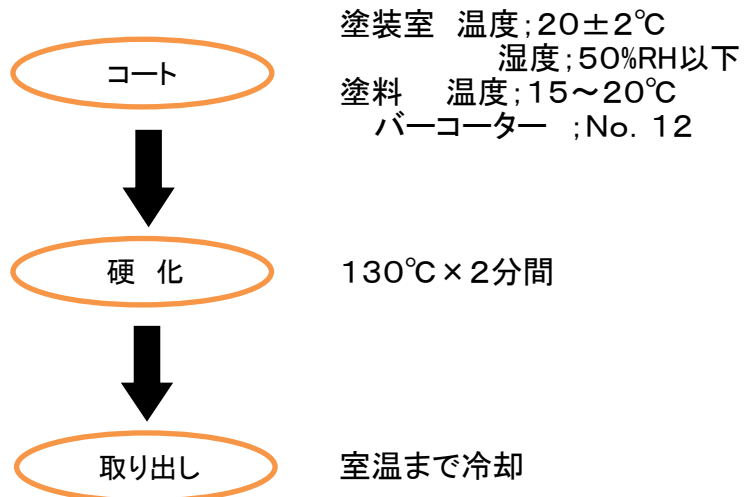 コート
塗装室 温度;20±2℃
湿度;50%RH以下
塗料 温度;15～20℃
バーコーター ;No. 12
硬 化
130℃×2分間
取り出し
室温まで冷却